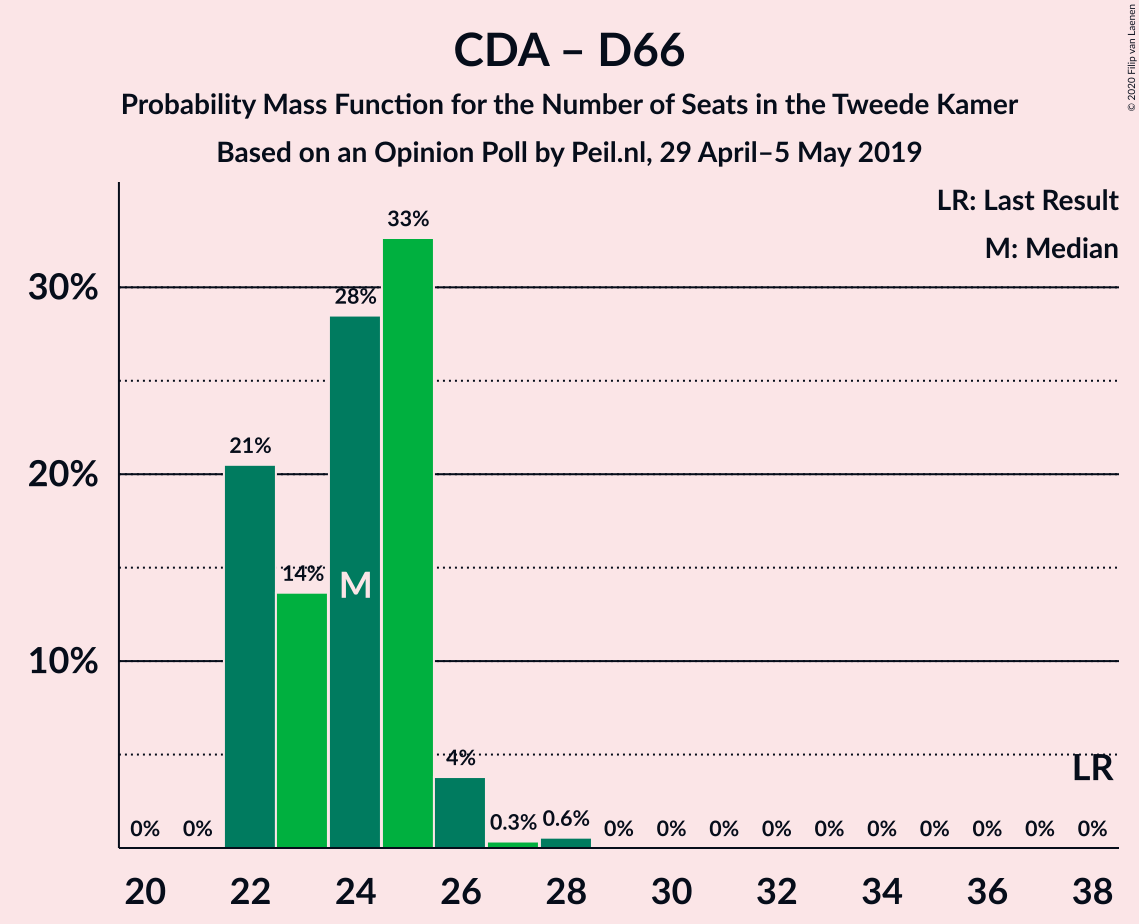 CDA – D66
Probability Mass Function for the Number of Seats in the Tweede Kamer
Based on an Opinion Poll by Peil.nl, 29 April–5 May 2019
© 2020 Filip van Laenen
LR: Last Result
M: Median
33%
30%
28%
21%
20%
14%
M
10%
4%
LR
0% 0% 0.3% 0.6% 0% 0% 0% 0% 0% 0% 0% 0% 0% 0%
20 22 24 26 28 30 32 34 36 38